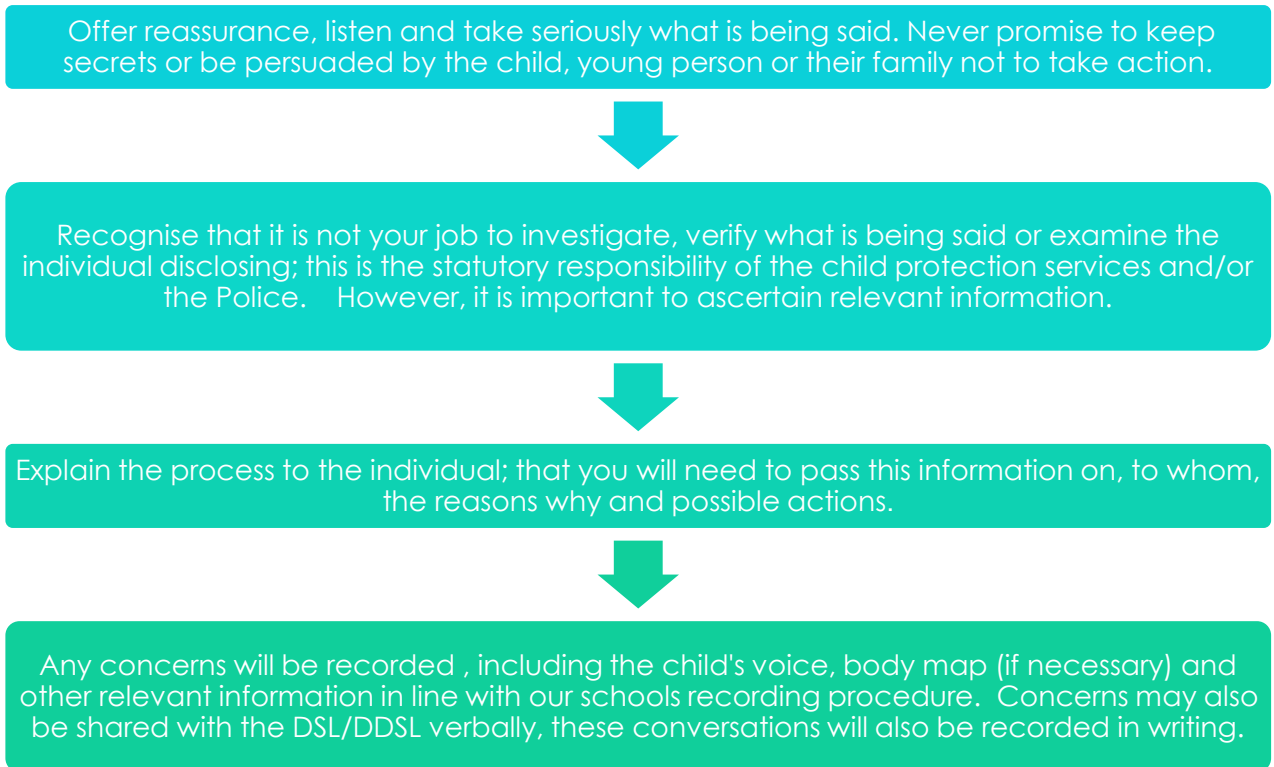 Offer reassurance, listen and take seriously what is being said. Never promise to keep
secrets or be persuaded by the child, young person or their family not to take action.
Recognise that it is not your job to investigate, verify what is being said or examine the
individual disclosing; this is the statutory responsibility of the child protection services and/or
the Police. However, it is important to ascertain relevant information.
Explain the process to the individual; that you will need to pass this information on, to whom,
the reasons why and possible actions.
Any concerns will be recorded , including the child's voice, body map (if necessary) and
other relevant information in line with our schools recording procedure. Concerns may also
be shared with the DSL/DDSL verbally, these conversations will also be recorded in writing.